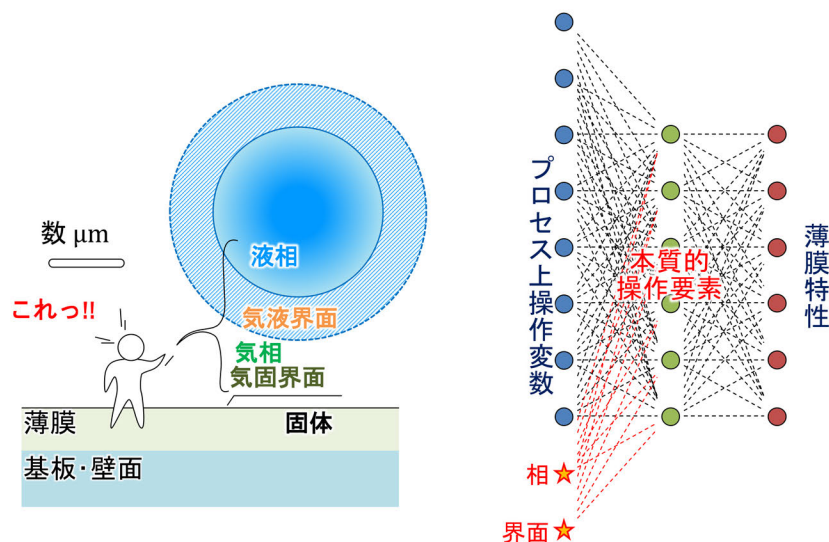 数 μm
これっ!!
液相
気液界面
気相
気固界面
薄膜
固体
基板・壁面
プロセス上操作変数
本質的
操作要素
薄膜特性
相
界面